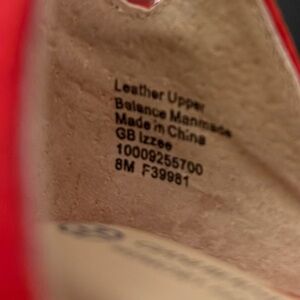 Leather Upper
Balance Manmade
Made in China
GB Izzee
10009255700
8M F39981